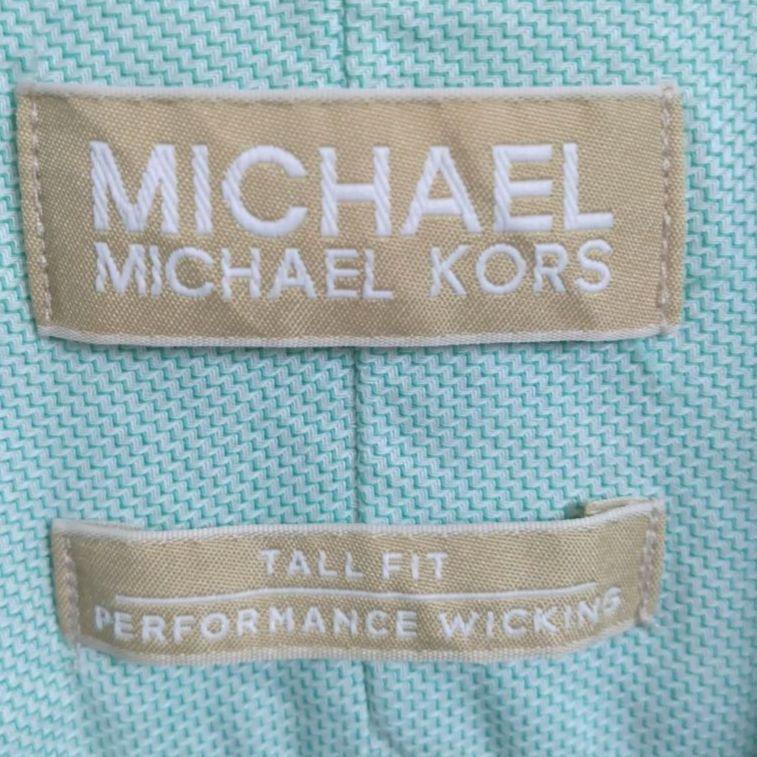 MICHAEL
MICHAEL KORS
TALL FIT
PERFORMANCE WICKING